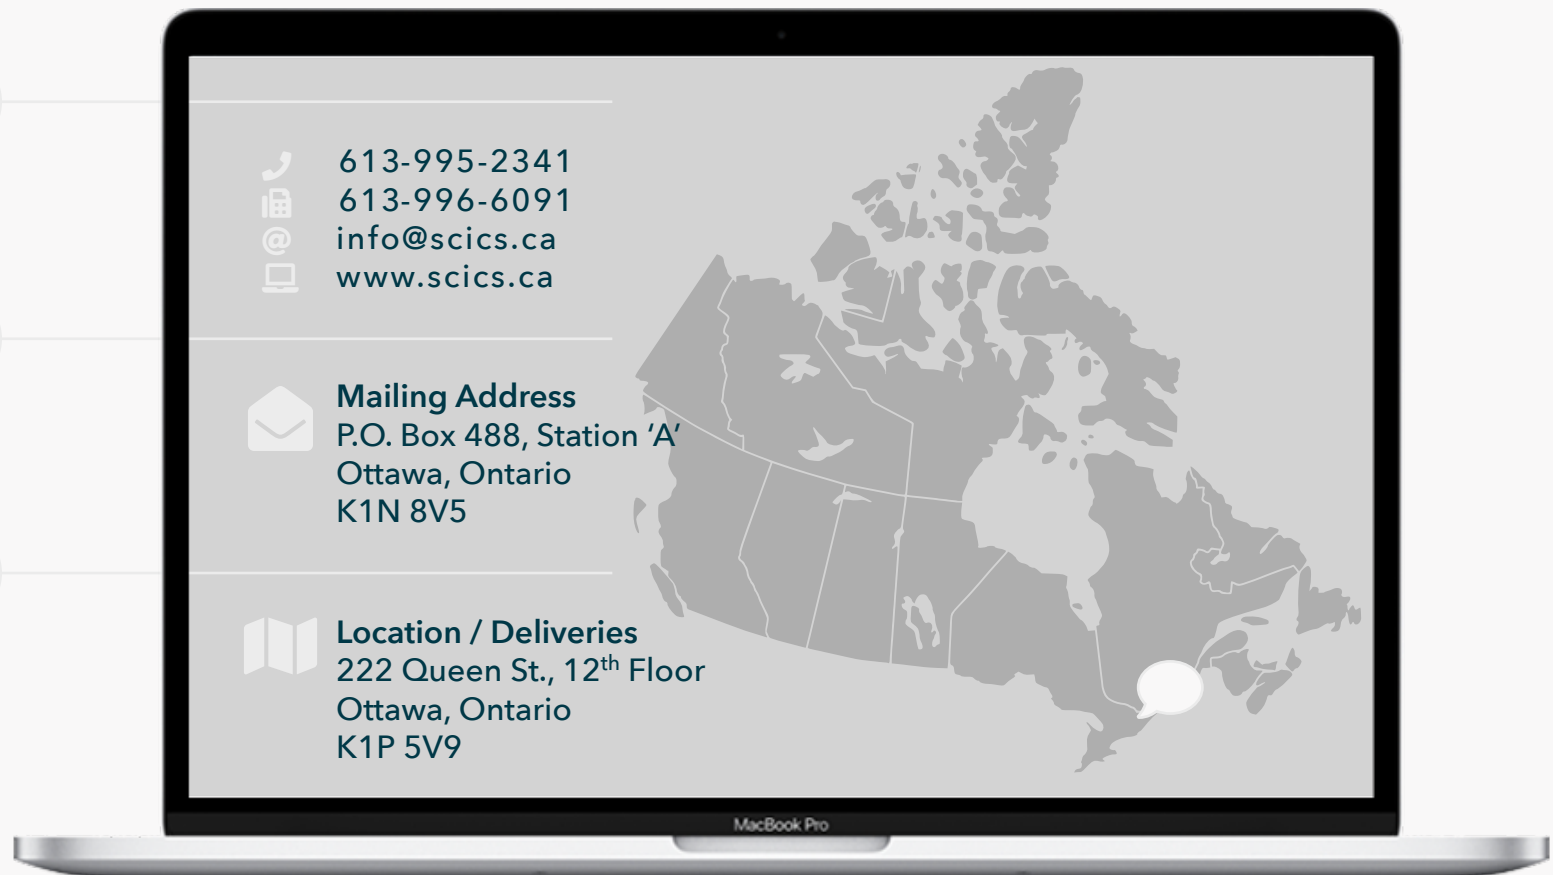 613-995-2341
613-996-6091
info@scics.ca
www.scics.ca
Mailing Address
P.O. Box 488, Station ‘A’
Ottawa, Ontario
K1N 8V5
Location / Deliveries
222 Queen St., 12th Floor
Ottawa, Ontario
K1P 5V9
MacBook Pro